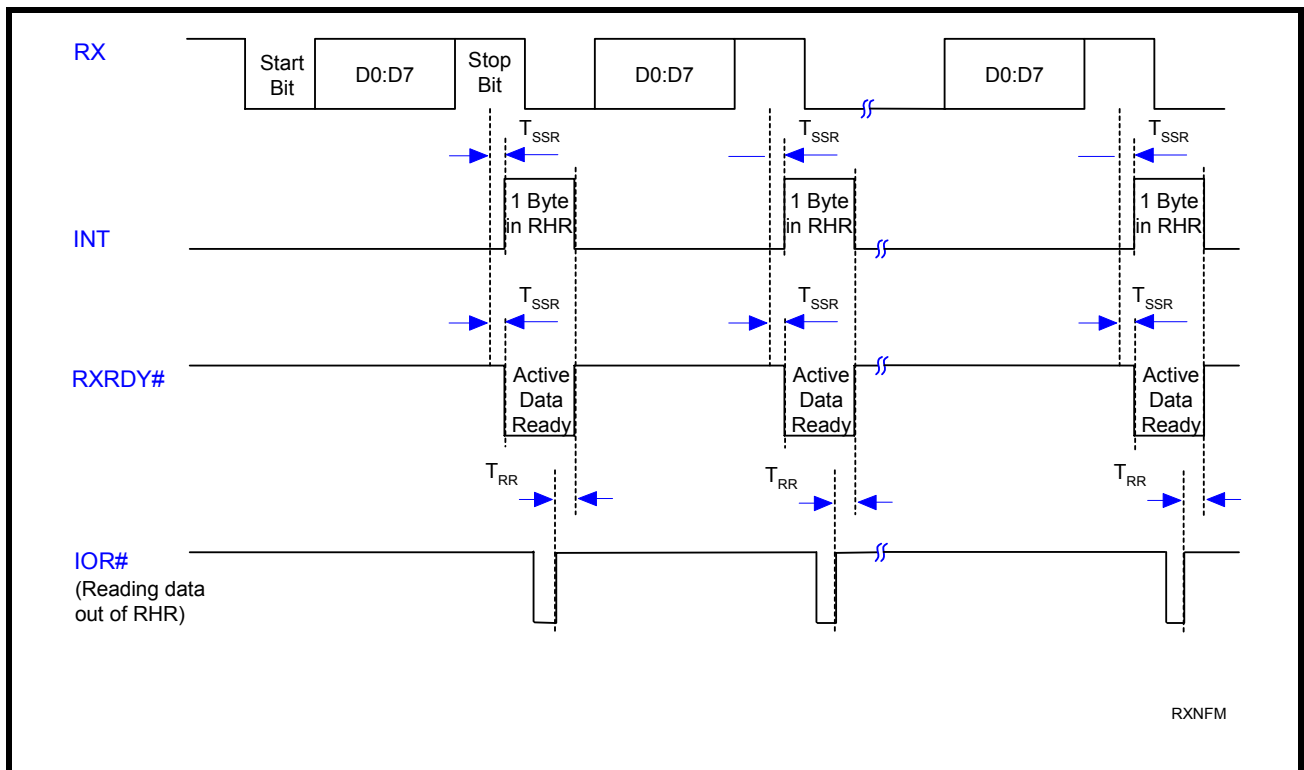 RX
Start
Bit
D0:D7
Stop
Bit
D0:D7
D0:D7
TSSR
TSSR
TSSR
INT
1 Byte
in RHR
1 Byte
in RHR
1 Byte
in RHR
TSSR
TSSR
TSSR
RXRDY#
Active
Data
Ready
Active
Data
Ready
Active
Data
Ready
TRR
TRR
TRR
IOR#
(Reading data
out of RHR)
RXNFM